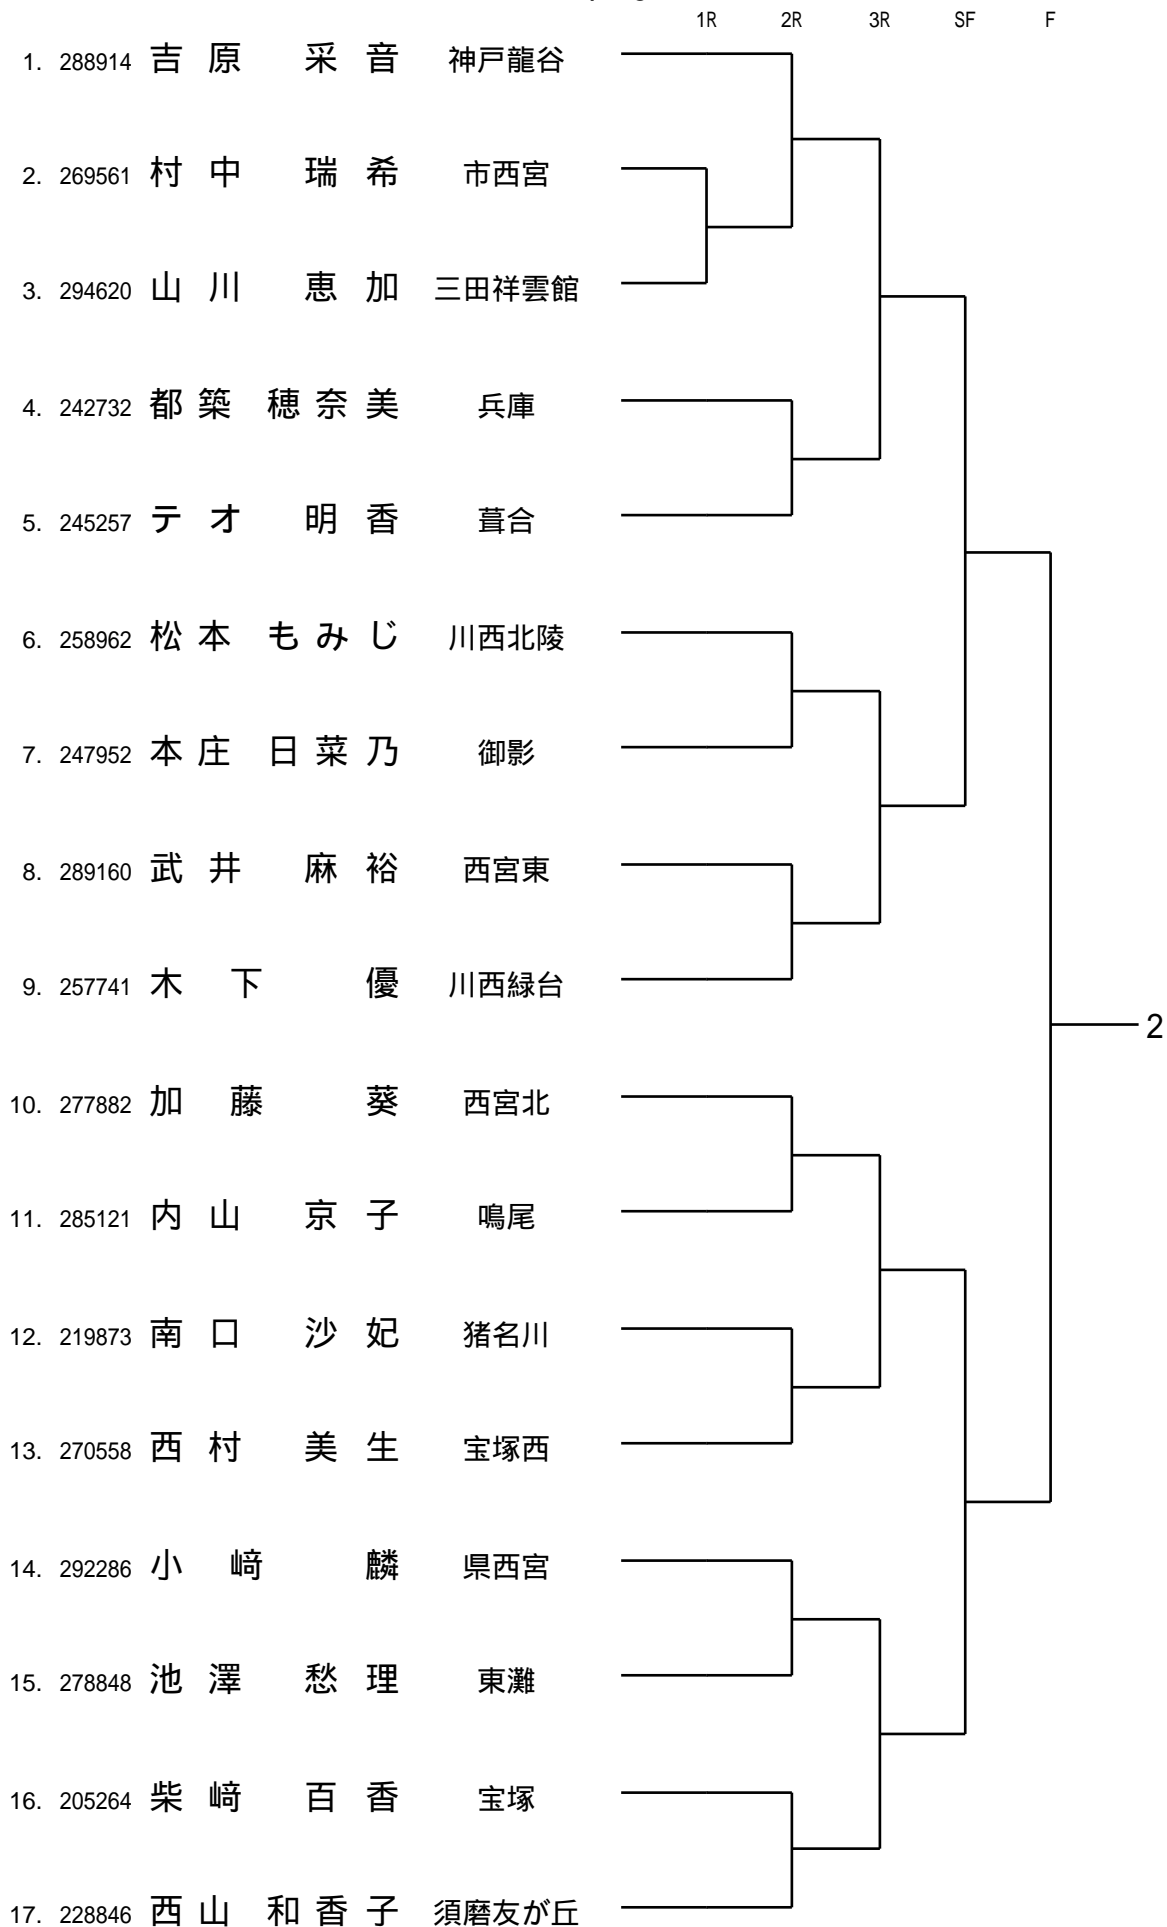 1R 2R 3R SF F
1. 288914 吉原 采音 神戸龍谷
2. 269561 村中 瑞希 市西宮
3. 294620 山川 恵加 三田祥雲館
4. 242732 都築 穂奈美 兵庫
5. 245257 テオ 明香 葺合
6. 258962 松本 もみじ 川西北陵
7. 247952 本庄 日菜乃 御影
8. 289160 武井 麻裕 西宮東
9. 257741 木下 優 川西緑台
2
10. 277882 加藤 葵 西宮北
11. 285121 内山 京子 鳴尾
12. 219873 南口 沙妃 猪名川
13. 270558 西村 美生 宝塚西
14. 292286 小﨑 麟 県西宮
15. 278848 池澤 愁理 東灘
16. 205264 柴﨑 百香 宝塚
17. 228846 西山 和香子 須磨友が丘